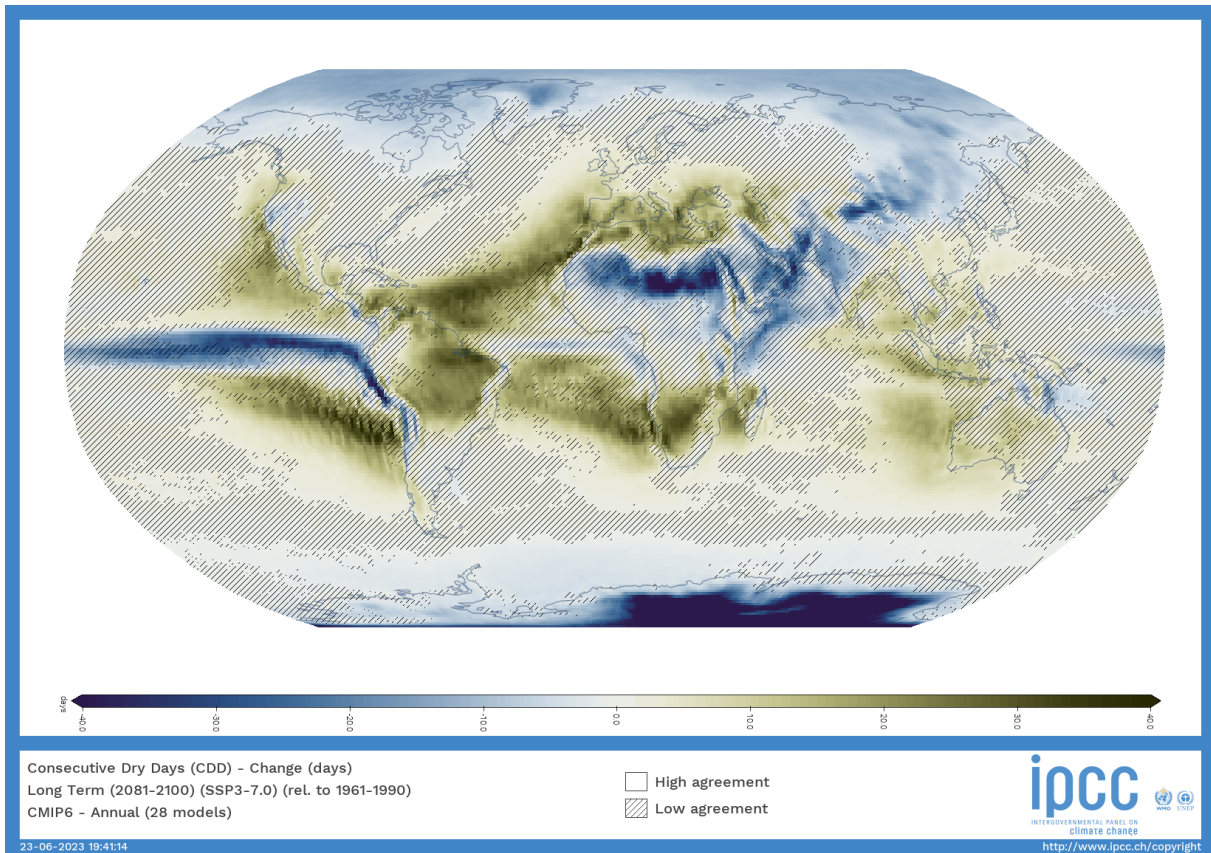 days
-40.0 -30.0 -20.0 -10.0 0.0 10.0 20.0 30.0 40.0
Consecutive Dry Days (CDD) - Change (days)
Long Term (2081-2100) (SSP3-7.0) (rel. to 1961-1990)
CMIP6 - Annual (28 models)
High agreement
Low agreement
ipcc
INTERGOVERNMENTAL PANEL ON
climate change
WMO
UNEP
23-06-2023 19:41:14
http://www.ipcc.ch/copyright